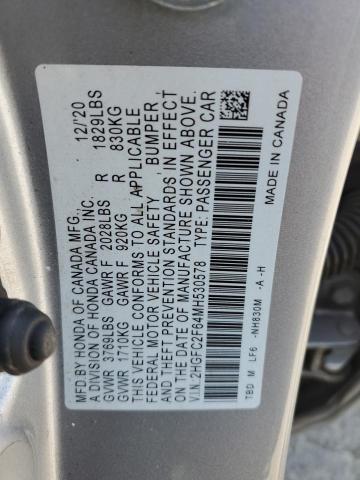 MFD BY HONDA OF CANADA MFG., 12/'20
A DIVISION OF HONDA CANADA INC.
GVWR 3769LBS GAWR F 2028LBS R 1829LBS
GVWR 1710KG GAWR F 920KG R 830KG
THIS VEHICLE CONFORMS TO ALL APPLICABLE
FEDERAL MOTOR VEHICLE SAFETY , BUMPER ,
AND THEFT PREVENTION STANDARDS IN EFFECT
ON THE DATE OF MANUFACTURE SHOWN ABOVE.
V.I.N. 2HGFC2F64MH530578 TYPE: PASSENGER CAR
TBD M LF6 -NH830M -A -H
MADE IN CANADA